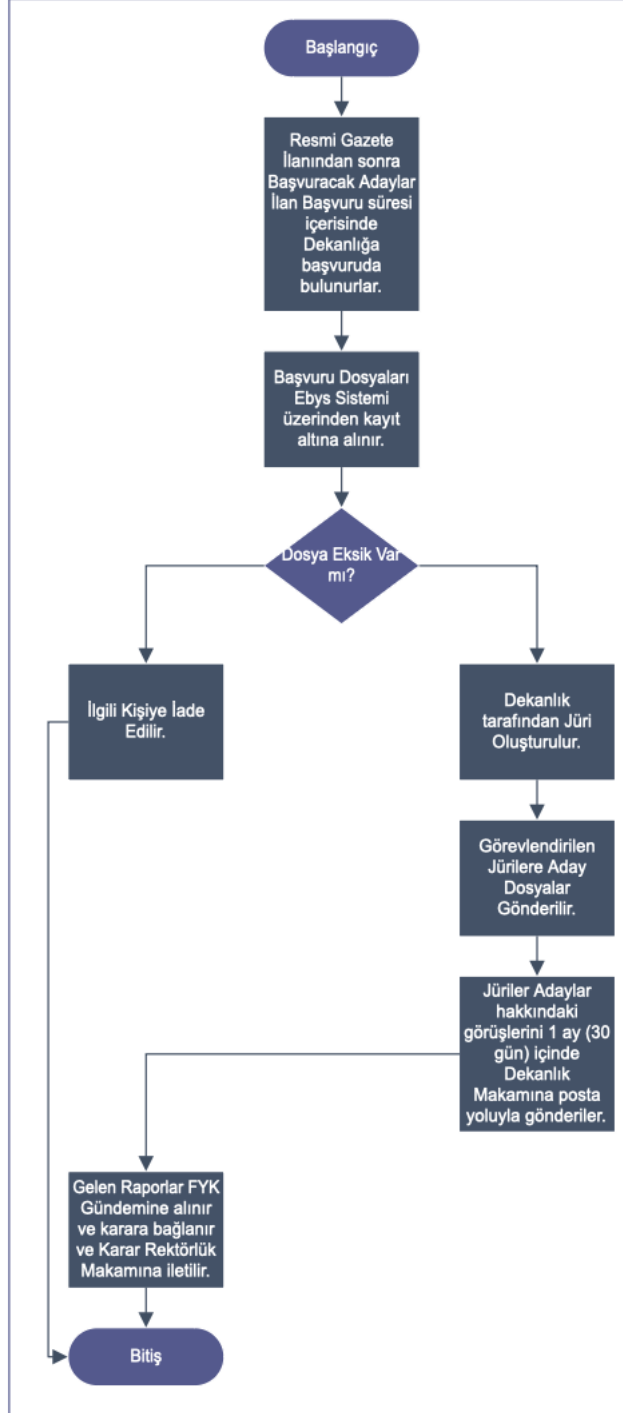 Başlangıç
Resmi Gazete
İlanından sonra
Başvuracak Adaylar
İlan Başvuru süresi
içerisinde
Dekanlığa
başvuruda
bulunurlar.
Başvuru Dosyaları
Ebys Sistemi
üzerinden kayıt
altına alınır.
Dosya Eksik Var
mı?
İlgili Kişiye İade
Edilir.
Dekanlık
tarafından Jüri
Oluşturulur.
Görevlendirilen
Jürilere Aday
Dosyalar
Gönderilir.
Jüriler Adaylar
hakkındaki
görüşlerini 1 ay (30
gün) içinde
Dekanlık
Makamına posta
yoluyla gönderiler.
Gelen Raporlar FYK
Gündemine alınır
ve karara bağlanır
ve Karar Rektörlük
Makamına iletilir.
Bitiş